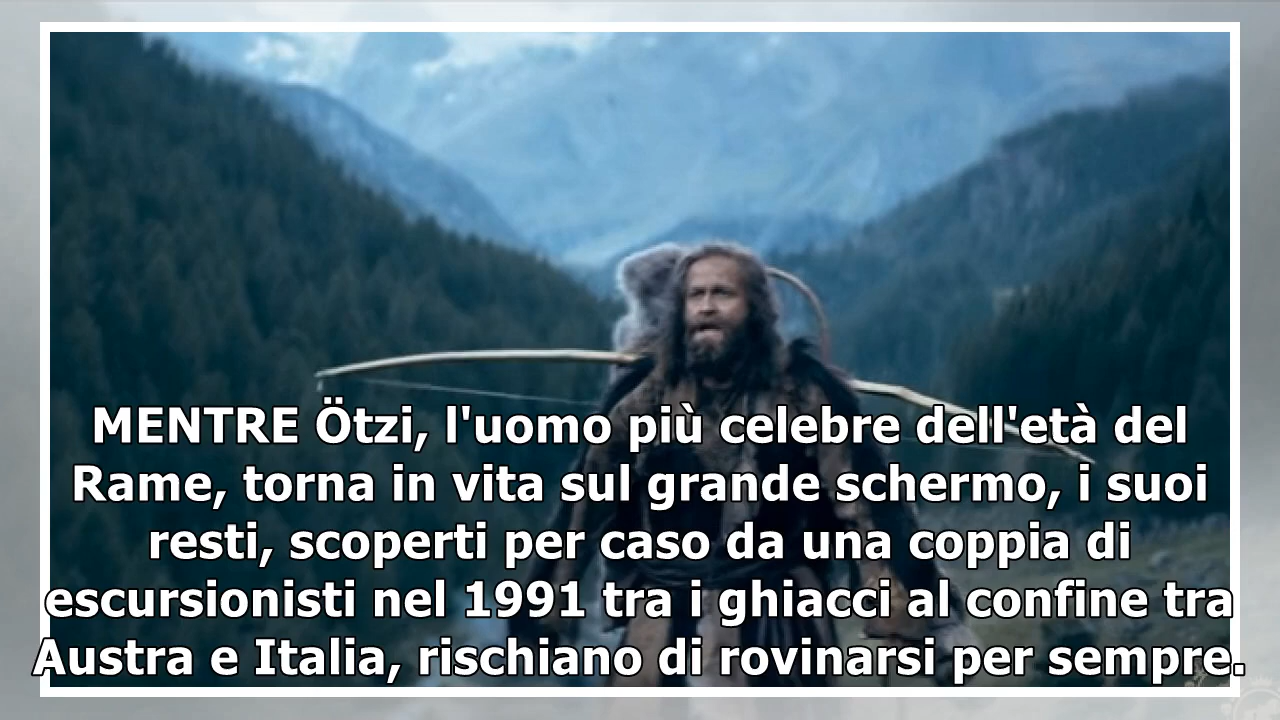 MENTRE Ötzi, l'uomo più celebre dell'età del
Rame, torna in vita sul grande schermo, i suoi
resti, scoperti per caso da una coppia di
escursionisti nel 1991 tra i ghiacci al confine tra
Austra e Italia, rischiano di rovinarsi per sempre.